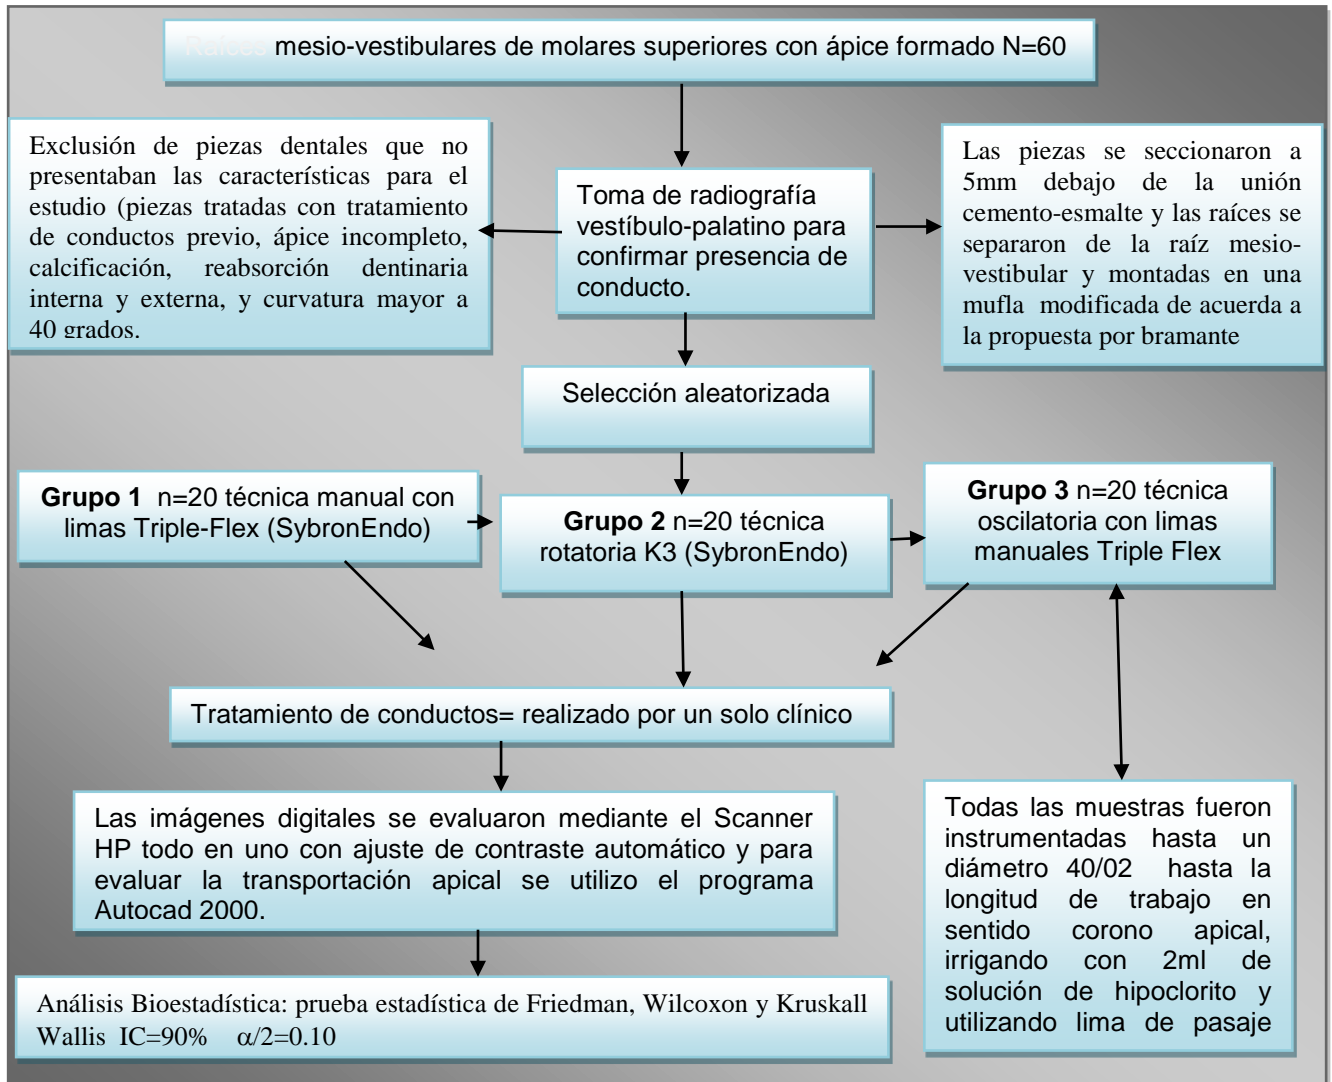 Raíces mesio-vestibulares de molares superiores con ápice formado N=60
Exclusión de piezas dentales que no
presentaban las características para el
estudio (piezas tratadas con tratamiento
de conductos previo, ápice incompleto,
calcificación, reabsorción dentinaria
interna y externa, y curvatura mayor a
40 grados.
Toma de radiografía
vestíbulo-palatino para
confirmar presencia de
conducto.
Las piezas se seccionaron a
5mm debajo de la unión
cemento-esmalte y las raíces se
separaron de la raíz mesio-
vestibular y montadas en una
mufla modificada de acuerda a
la propuesta por bramante
Selección aleatorizada
Grupo 1 n=20 técnica manual con
limas Triple-Flex (SybronEndo)
Grupo 2 n=20 técnica
rotatoria K3 (SybronEndo)
Grupo 3 n=20 técnica
oscilatoria con limas
manuales Triple Flex
Tratamiento de conductos= realizado por un solo clínico
Las imágenes digitales se evaluaron mediante el Scanner
HP todo en uno con ajuste de contraste automático y para
evaluar la transportación apical se utilizo el programa
Autocad 2000.
Todas las muestras fueron
instrumentadas hasta un
diámetro 40/02 hasta la
longitud de trabajo en
sentido corono apical,
irrigando con 2ml de
solución de hipoclorito y
utilizando lima de pasaje
Análisis Bioestadística: prueba estadística de Friedman, Wilcoxon y Kruskall
Wallis IC=90% α/2=0.10